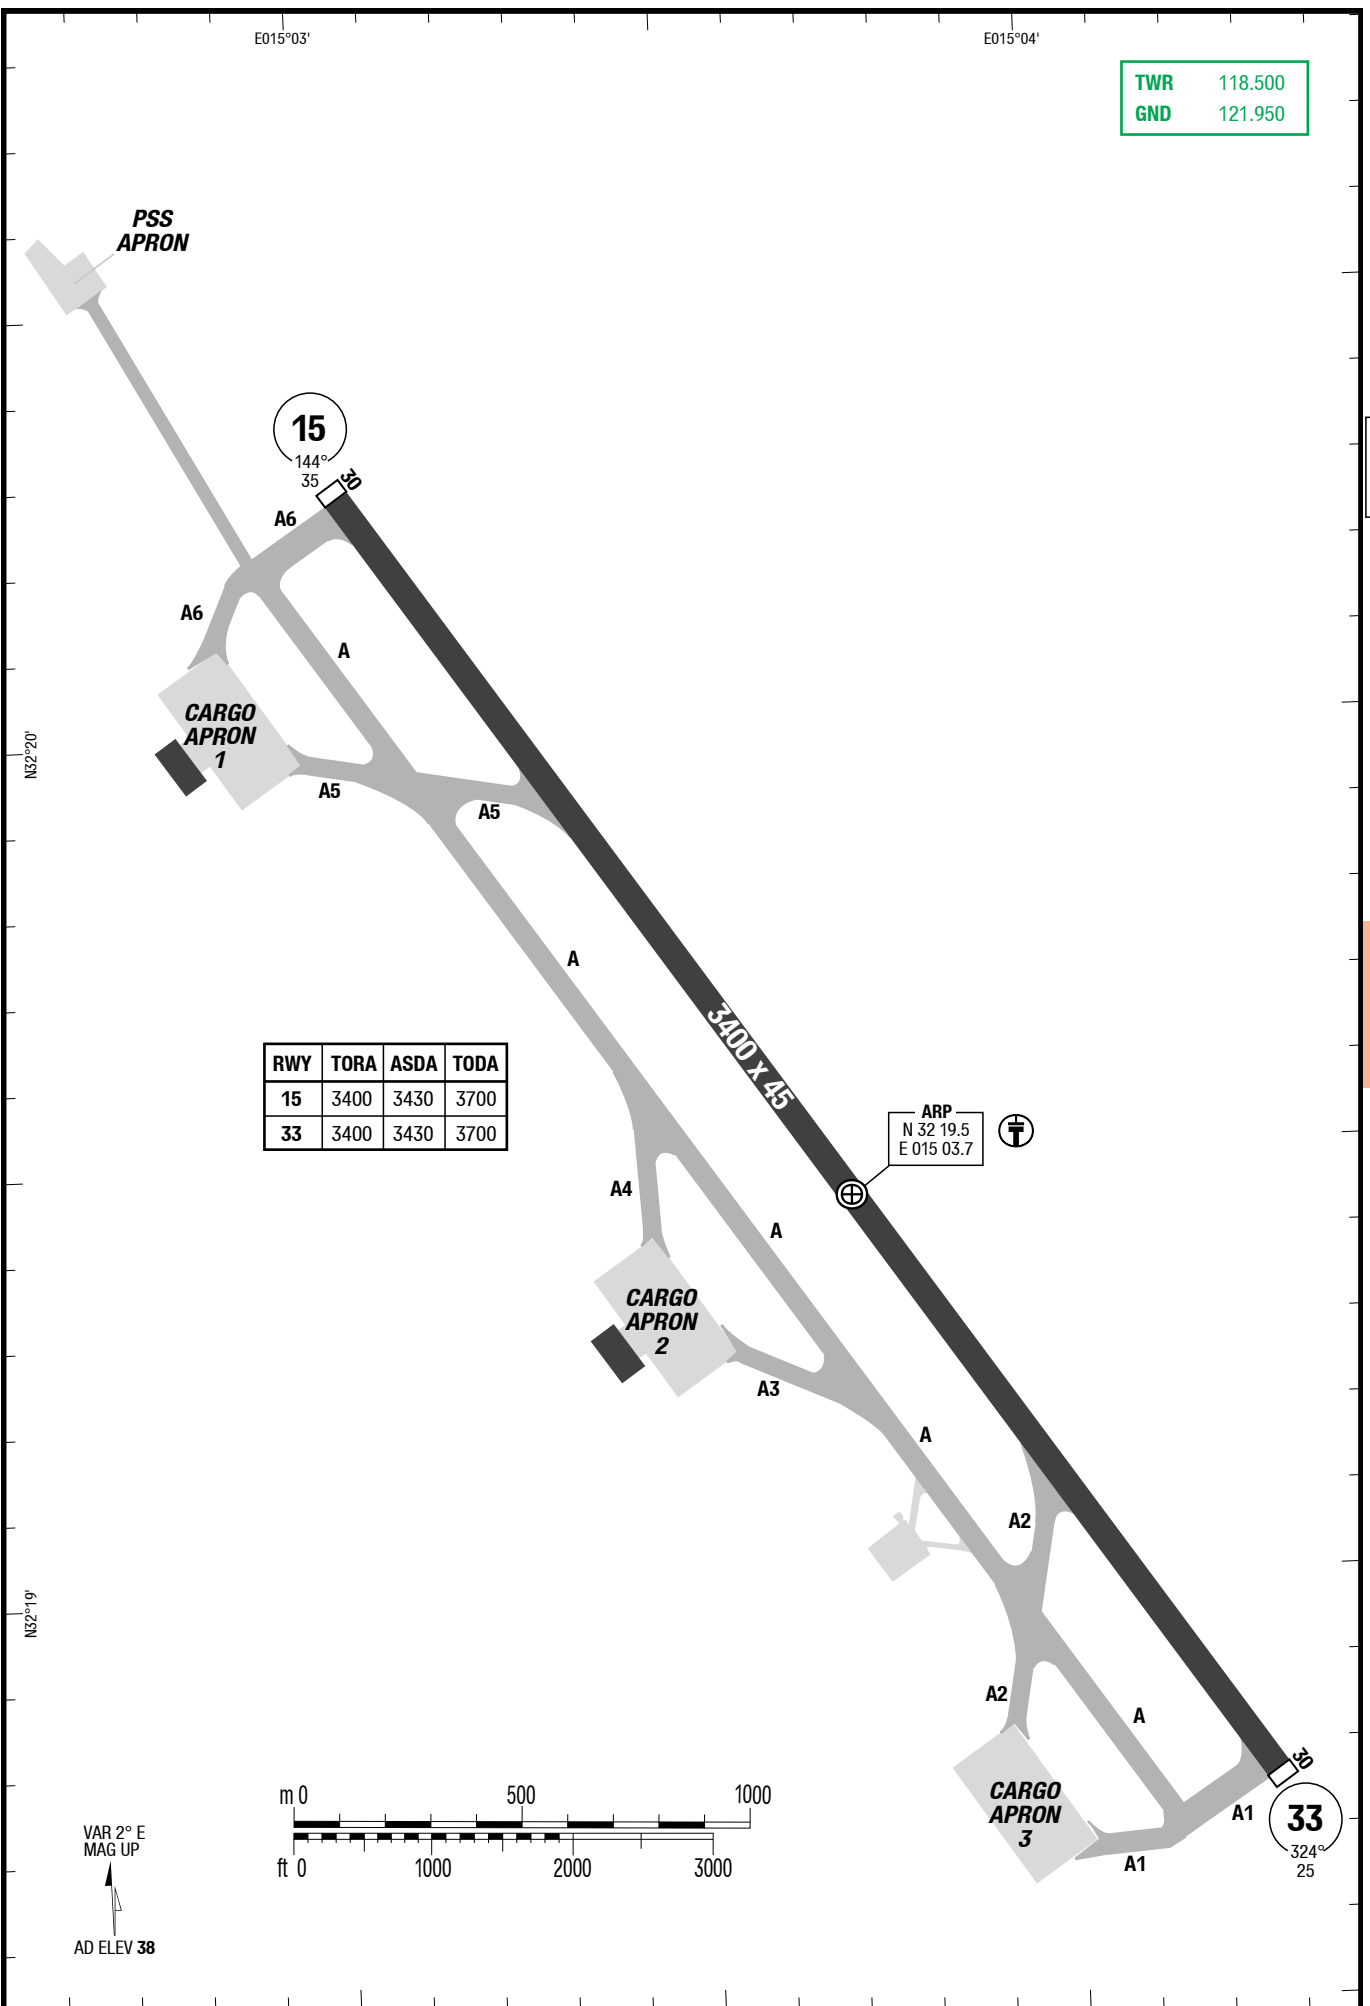 E015°03'
E015°04'
TWR 118.500
GND 121.950
PSS
APRON
15
144°
35
30
A6
A6
A
CARGO
APRON
1
N32°20'
A5
A5
A
3400 x 45
RWY TORA ASDA TODA
15 3400 3430 3700
33 3400 3430 3700
ARP
N 32 19.5
E 015 03.7
A4
A
CARGO
APRON
2
A3
A
A2
N32°19'
A2
A
30
CARGO
APRON
3
A1
33
324°
25
A1
m 0 500 1000
ft 0 1000 2000 3000
VAR 2° E
MAG UP
AD ELEV 38